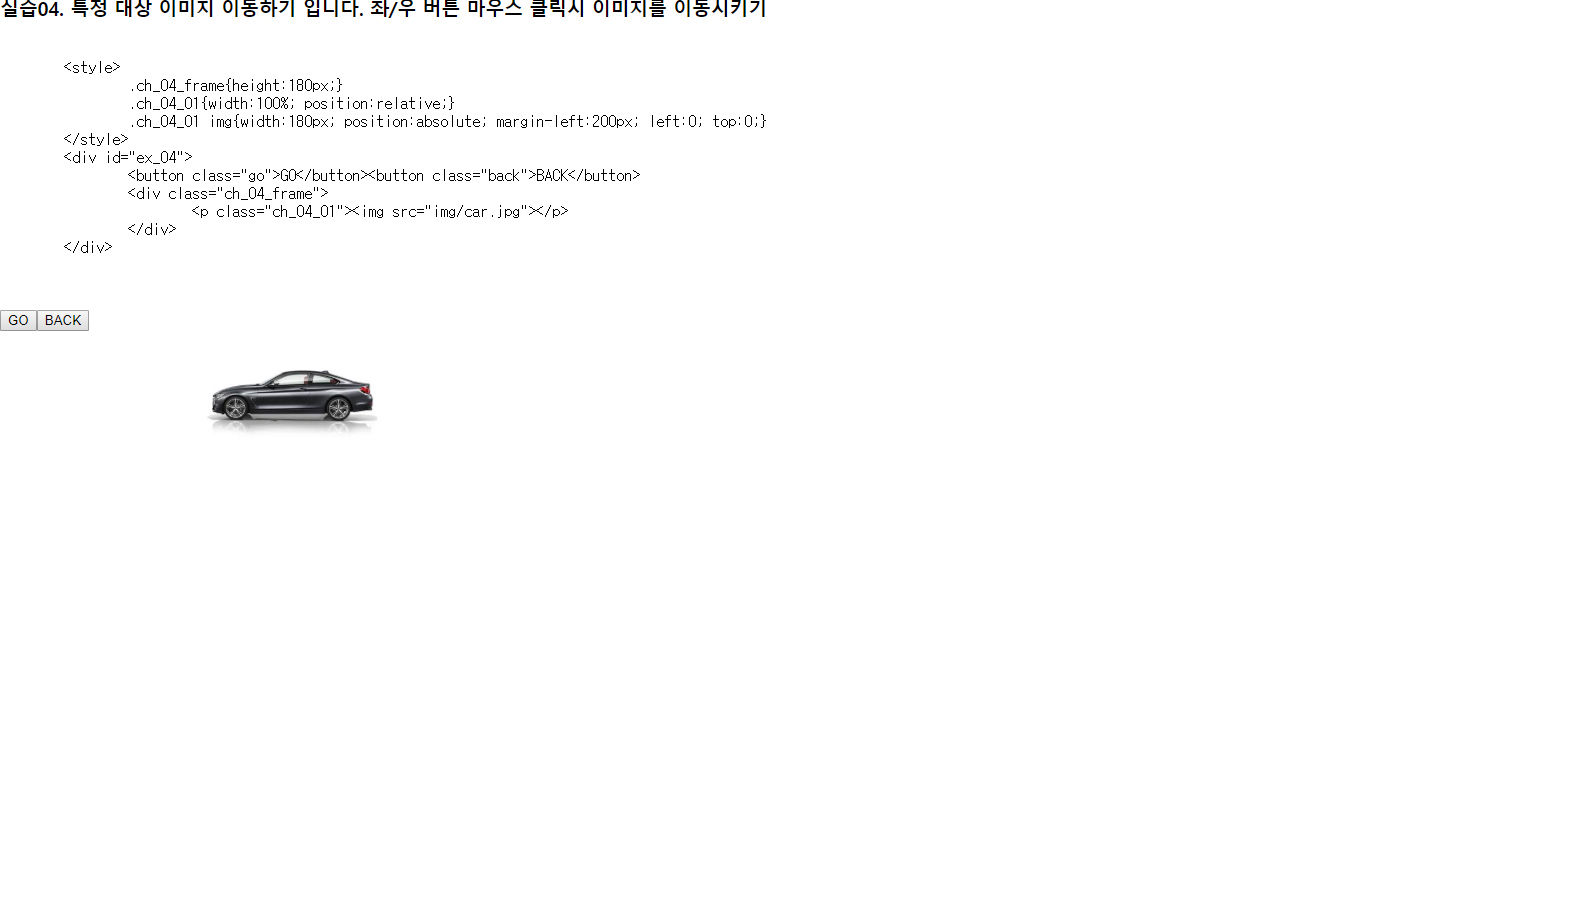 실습04. 특정 대상 이미지 이동하기 입니다. 좌/우 버튼 마우스 클릭시 이미지를 이동시키기
<style>
.ch_04_frame{height:180px;}
.ch_04_01{width:100%; position:relative;}
.ch_04_01 img{width:180px; position:absolute; margin-left:200px; left:0; top:0;}
</style>
<div id="ex_04">
<button class="go">GO</button><button class="back">BACK</button>
<div class="ch_04_frame">
<p class="ch_04_01"><img src="img/car.jpg"></p>
</div>
</div>
GO BACK